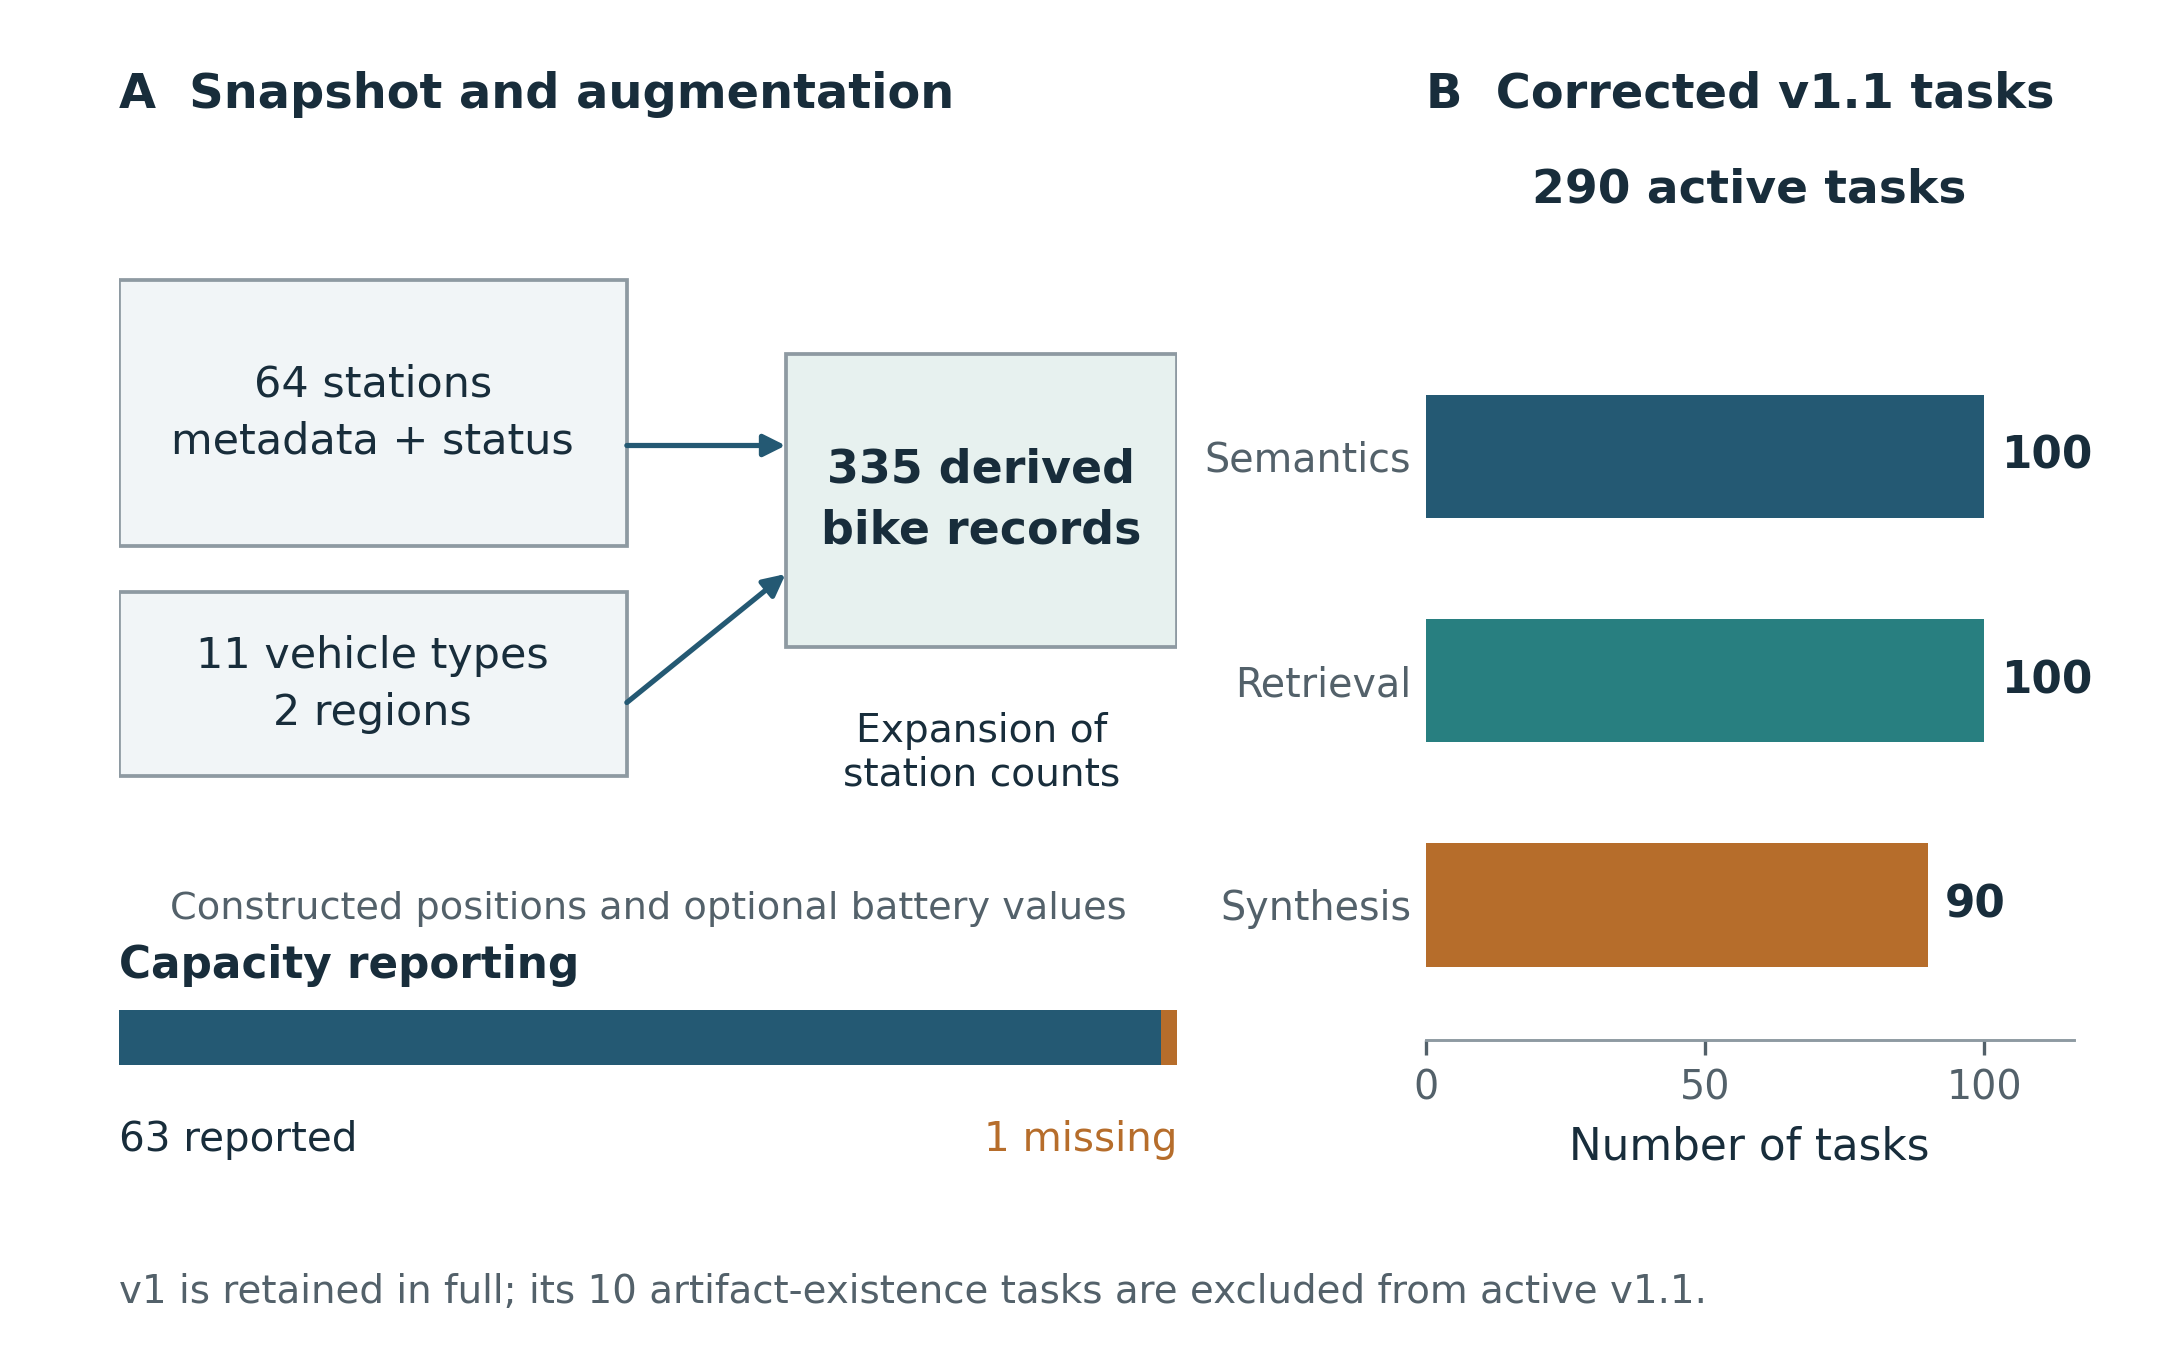 A Snapshot and augmentation
64 stations
metadata + status
11 vehicle types
2 regions
335 derived
bike records
Expansion of
station counts
Constructed positions and optional battery values
Capacity reporting
63 reported
1 missing
B Corrected v1.1 tasks
290 active tasks
Semantics
100
Retrieval
100
Synthesis
90
0
50
100
Number of tasks
v1 is retained in full; its 10 artifact-existence tasks are excluded from active v1.1.